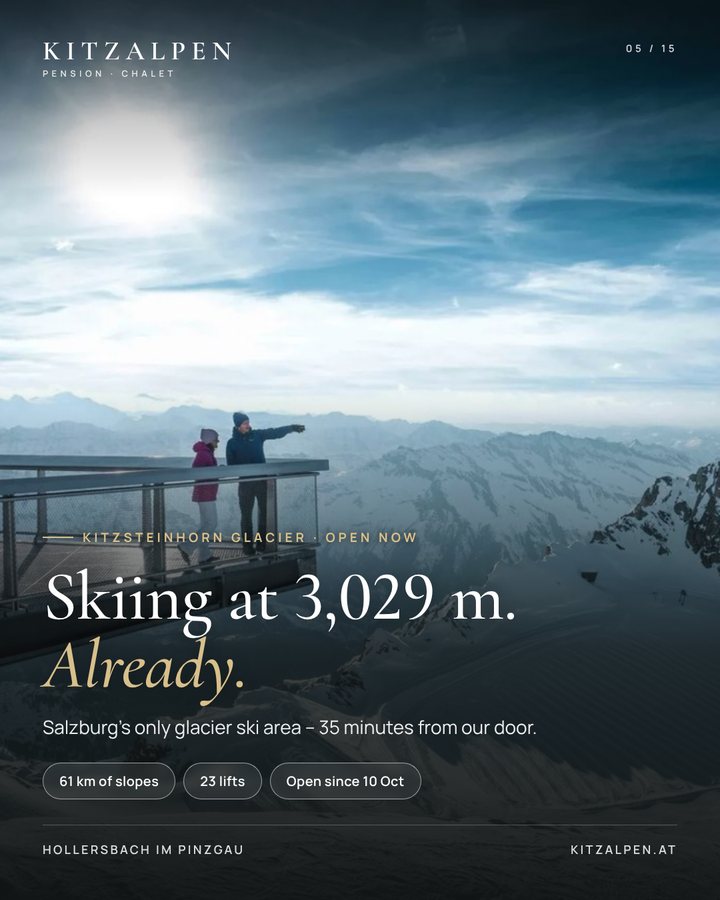 KITZALPEN
05 / 15
PENSION · CHALET
KITZSTEINHORN GLACIER · OPEN NOW
Skiing at 3,029 m.
Already.
Salzburg's only glacier ski area – 35 minutes from our door.
61 km of slopes
23 lifts
Open since 10 Oct
HOLLERSBACH IM PINZGAU
KITZALPEN.AT